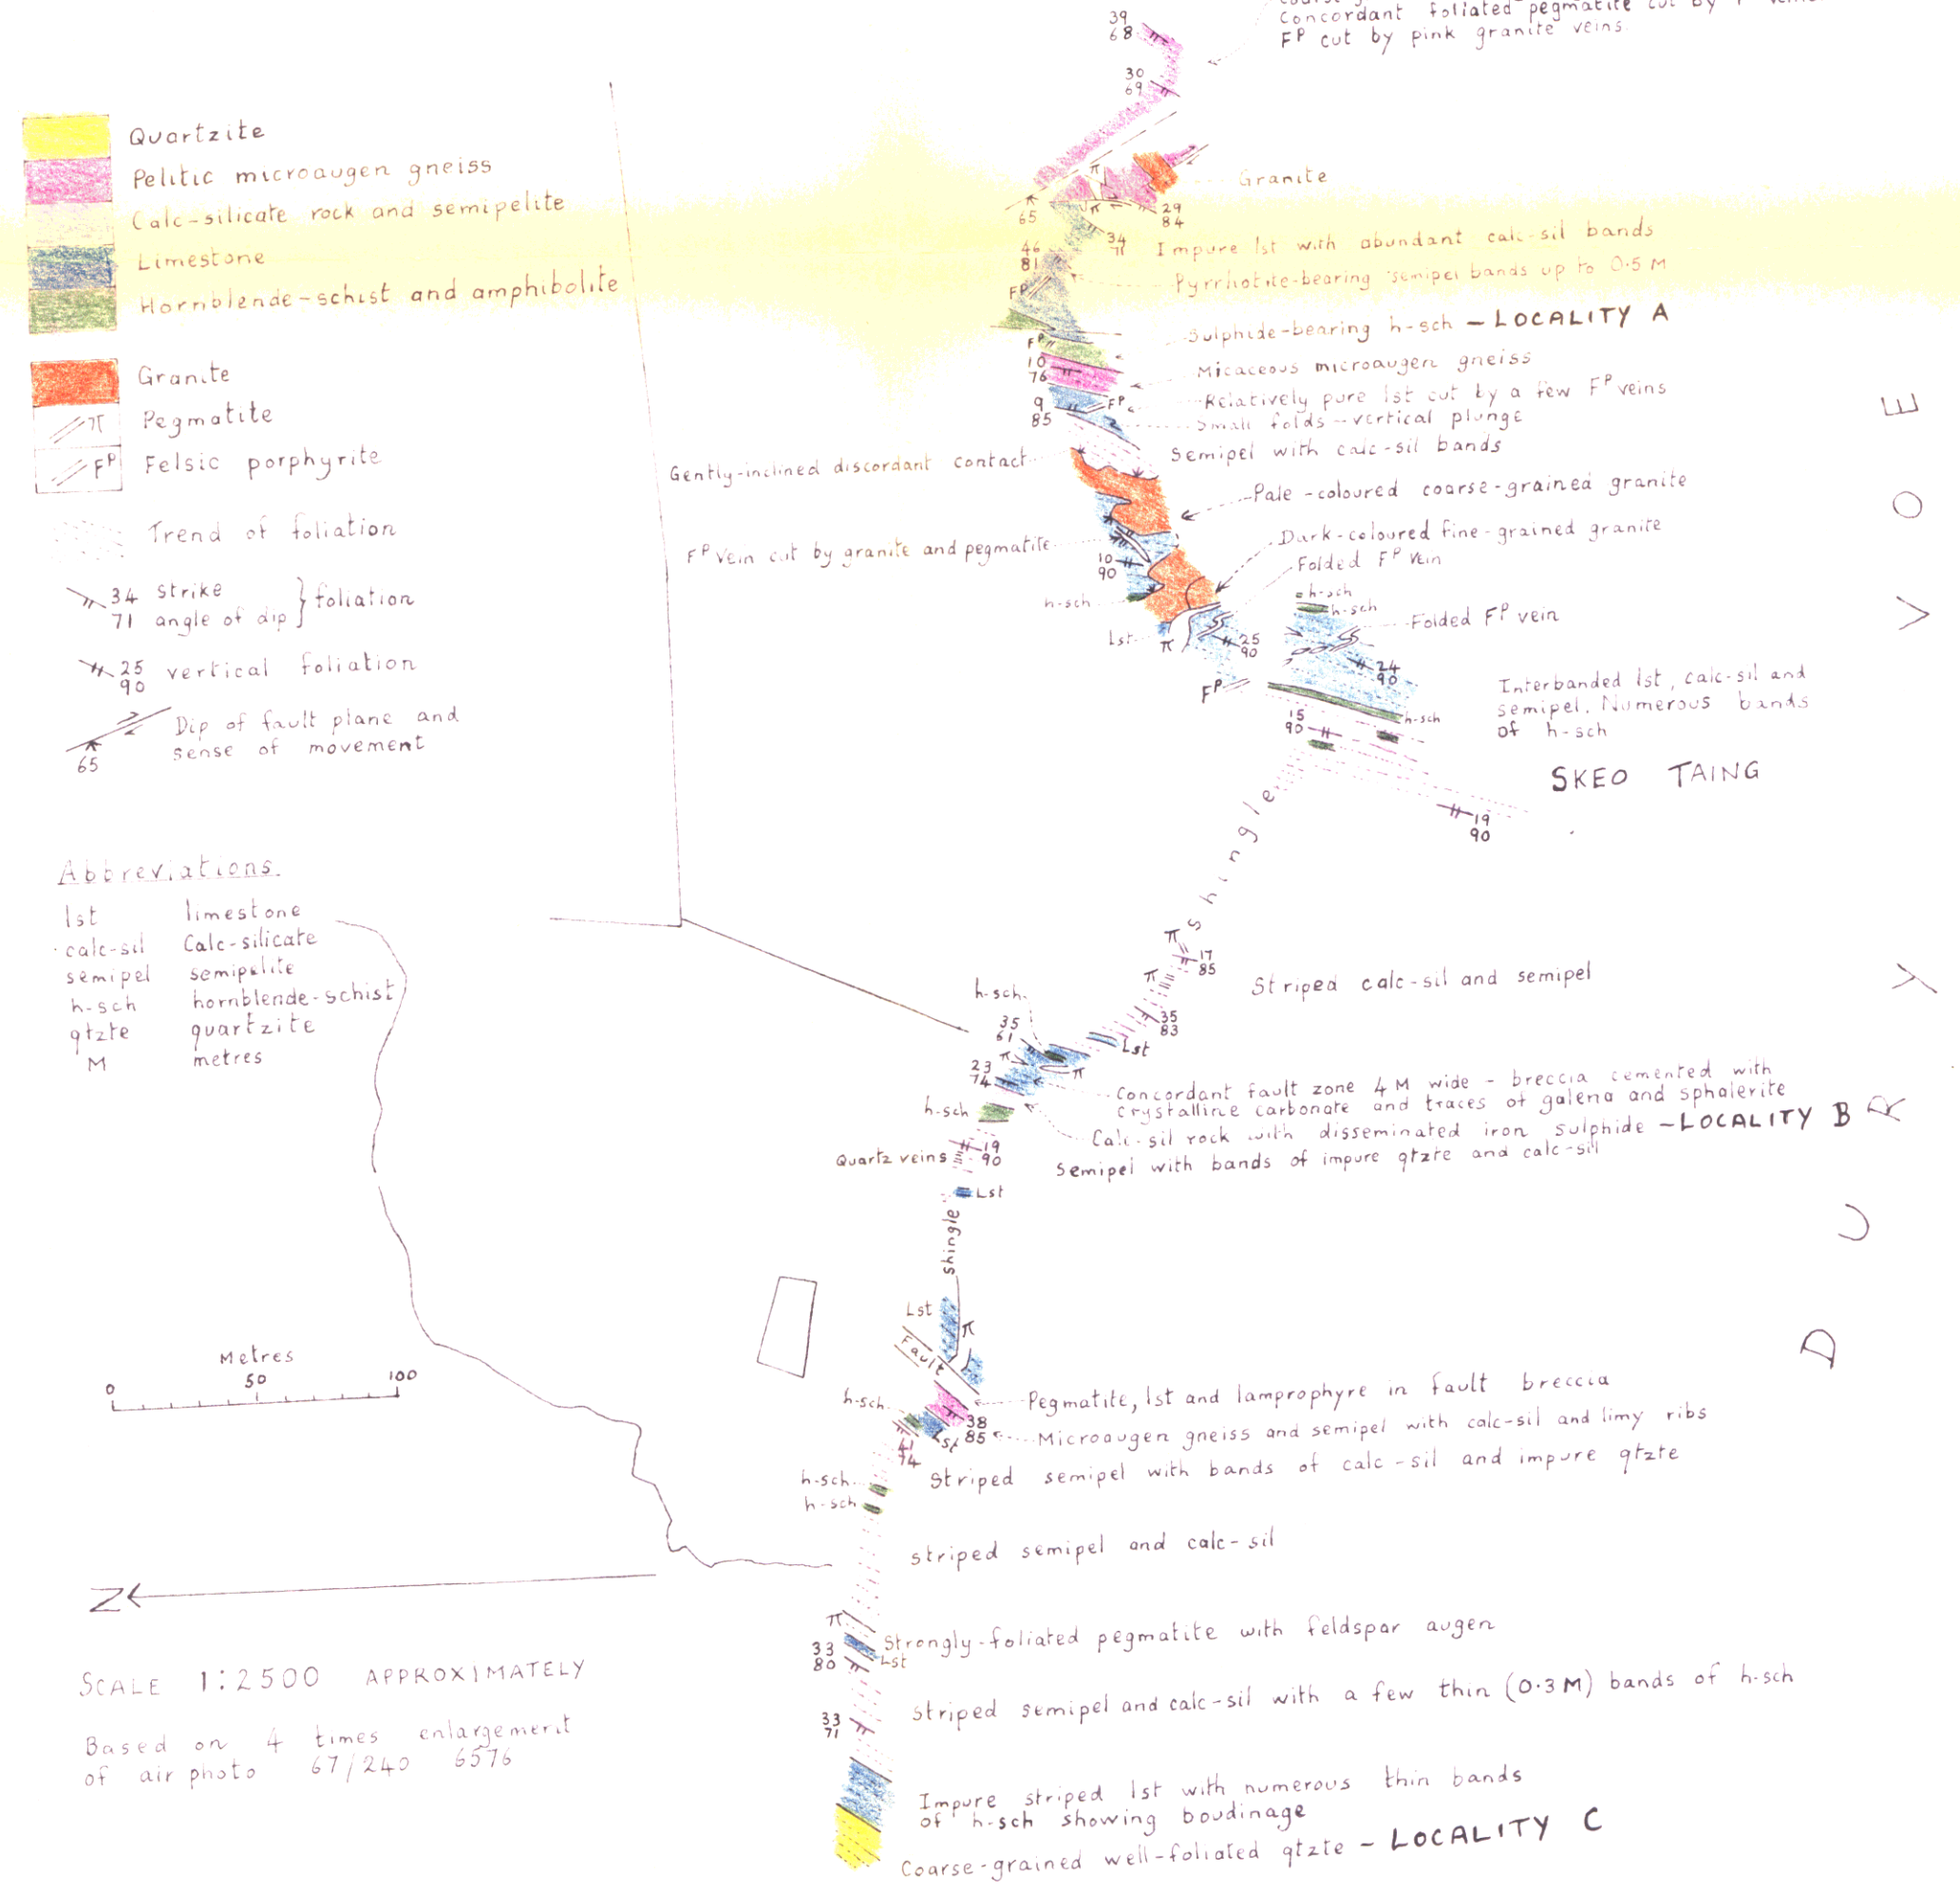 Concordant foliated pegmatite cut by
FP cut by pink granite veins.
39
68
30
69
Quartzite
Pelitic microaugen gneiss
Calc-silicate rock and semipelite
Limestone
Hornblende-schist and amphibolite
Granite
π Pegmatite
FP Felsic porphyrite
Trend of foliation
34 strike
71 angle of dip } foliation
25
90 vertical foliation
Dip of fault plane and
sense of movement
65
Abbreviations.
lst limestone
calc-sil Calc-silicate
semipel semipelite
h-sch hornblende-schist
qtzte quartzite
M metres
Metres
0 50 100
Z
SCALE 1:2500 APPROXIMATELY
Based on 4 times enlargement
of air photo 67/240 6576
π
Granite
65
π
29
84
34
71
Impure lst with abundant calc-sil bands
46
81
Pyrrhotite-bearing semipel bands up to 0.5 M
FP
Sulphide-bearing h-sch - LOCALITY A
FP
10
76
Micaceous microaugen gneiss
9
85
FP
Relatively pure lst cut by a few FP veins
Small folds - vertical plunge
Semipel with calc-sil bands
Gently-inclined discordant contact
Pale-coloured coarse-grained granite
FP vein cut by granite and pegmatite
Dark-coloured fine-grained granite
Folded FP vein
10
90
h-sch
h-sch
h-sch
Folded FP vein
lst
π
25
90
24
90
FP
Interbanded lst, calc-sil and
semipel. Numerous bands
of h-sch
h-sch
15
90
SKEO TAING
19
90
shingle
π
17
85
π
Striped calc-sil and semipel
35
83
h-sch
35
61
Lst
π
π
23
74
Concordant fault zone 4 M wide - breccia cemented with
crystalline carbonate and traces of galena and sphalerite
h-sch
Calc-sil rock with disseminated iron sulphide - LOCALITY B
19
90
Quartz veins
Semipel with bands of impure qtzte and calc-sil
Lst
shingle
Lst
π
Fault
Pegmatite, lst and lamprophyre in fault breccia
h-sch
38
85
Lst
Microaugen gneiss and semipel with calc-sil and limy ribs
41
74
Striped semipel with bands of calc-sil and impure qtzte
h-sch
h-sch
striped semipel and calc-sil
π
Strongly-foliated pegmatite with feldspar augen
33
80
Lst
striped semipel and calc-sil with a few thin (0.3 M) bands of h-sch
33
71
Impure striped lst with numerous thin bands
of h-sch showing boudinage
Coarse-grained well-foliated qtzte - LOCALITY C
DURY VOE